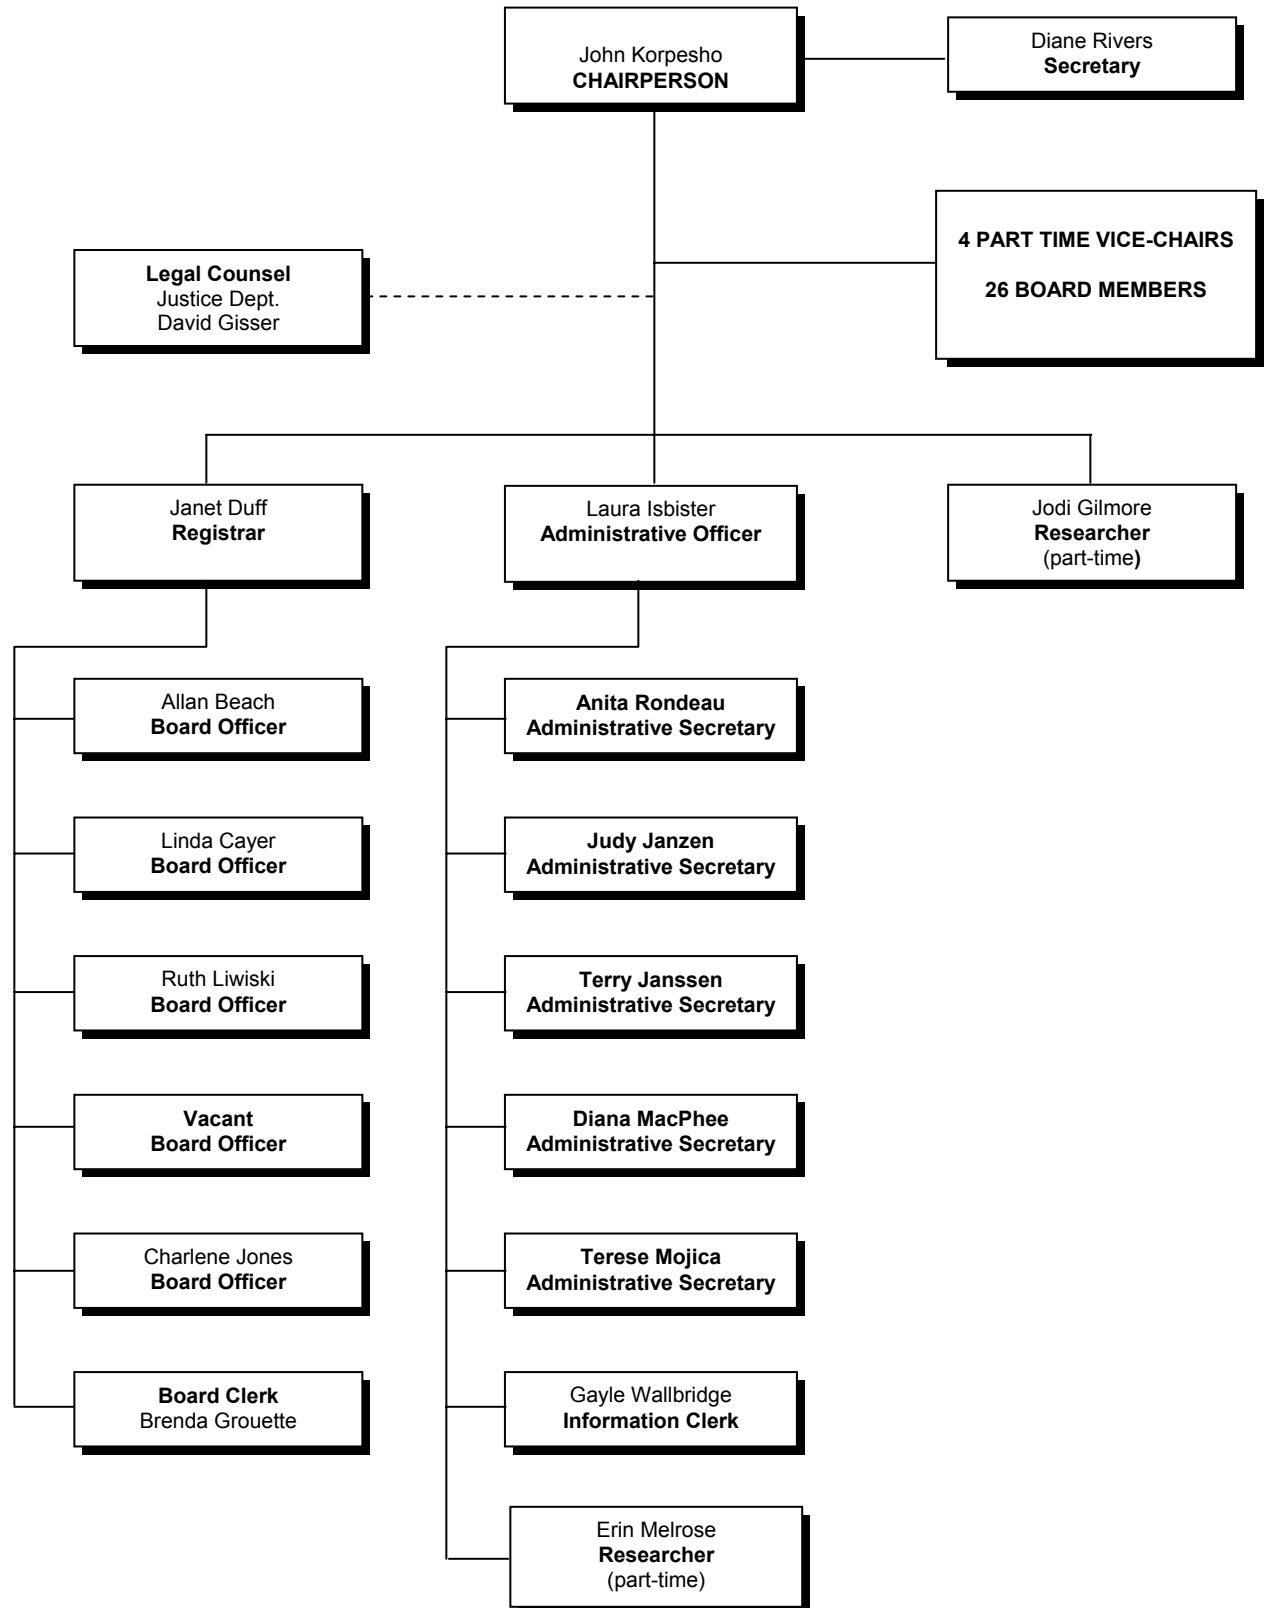 John Korpesho
CHAIRPERSON
Diane Rivers
Secretary
4 PART TIME VICE-CHAIRS
26 BOARD MEMBERS
Legal Counsel
Justice Dept.
David Gisser
Janet Duff
Registrar
Laura Isbister
Administrative Officer
Jodi Gilmore
Researcher
(part-time)
Allan Beach
Board Officer
Linda Cayer
Board Officer
Ruth Liwiski
Board Officer
Vacant
Board Officer
Charlene Jones
Board Officer
Board Clerk
Brenda Grouette
Anita Rondeau
Administrative Secretary
Judy Janzen
Administrative Secretary
Terry Janssen
Administrative Secretary
Diana MacPhee
Administrative Secretary
Terese Mojica
Administrative Secretary
Gayle Wallbridge
Information Clerk
Erin Melrose
Researcher
(part-time)